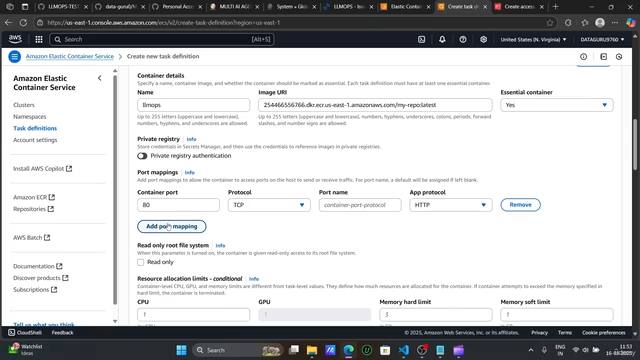 LLMOPS-TEST
data-guru0/
Personal Acce
MULTI AI AG
System + Glo
LLMOPS - In
Elastic Conta
Create task de
Create access
us-east-1.console.aws.amazon.com/ecs/v2/create-task-definition?region=us-east-1
aws
Search
[Alt+S]
United States (N. Virginia)
DATAGURU9760
Amazon Elastic Container Service
Create new task definition
Amazon Elastic
Container Service
Clusters
Namespaces
Task definitions
Account settings
Install AWS Copilot
Amazon ECR
Repositories
AWS Batch
Documentation
Discover products
Subscriptions
Tell us what you think
Container details
Specify a name, container image, and whether the container should be marked as essential. Each task definition must have at least one essential container.
Name
Image URI
Essential container
llmops
254466556766.dkr.ecr.us-east-1.amazonaws.com/my-repo:latest
Yes
Up to 255 letters (uppercase and lowercase),
numbers, hyphens, and underscores are allowed.
Up to 255 letters (uppercase and lowercase), numbers, hyphens, underscores, colons, periods, forward
slashes, and number signs are allowed.
Private registry Info
Store credentials in Secrets Manager, and then use the credentials to reference images in private registries.
Private registry authentication
Port mappings Info
Add port mappings to allow the container to access ports on the host to send or receive traffic. For port name, a default will be assigned if left blank.
Container port
Protocol
Port name
App protocol
80
TCP
container-port-protocol
HTTP
Remove
Add port mapping
Read only root file system Info
When this parameter is turned on, the container is given read-only access to its root file system.
Read only
Resource allocation limits - conditional Info
Container-level CPU, GPU, and memory limits are different from task-level values. They define how much resources are allocated for the container. If container attempts to exceed the memory specified in
hard limit, the container is terminated.
CPU
GPU
Memory hard limit
Memory soft limit
1
1
3
1
CloudShell
Feedback
© 2025, Amazon Web Services, Inc. or its affiliates.
Privacy
Terms
Cookie preferences
Watchlist
Ideas
Search
ENG
IN
11:53